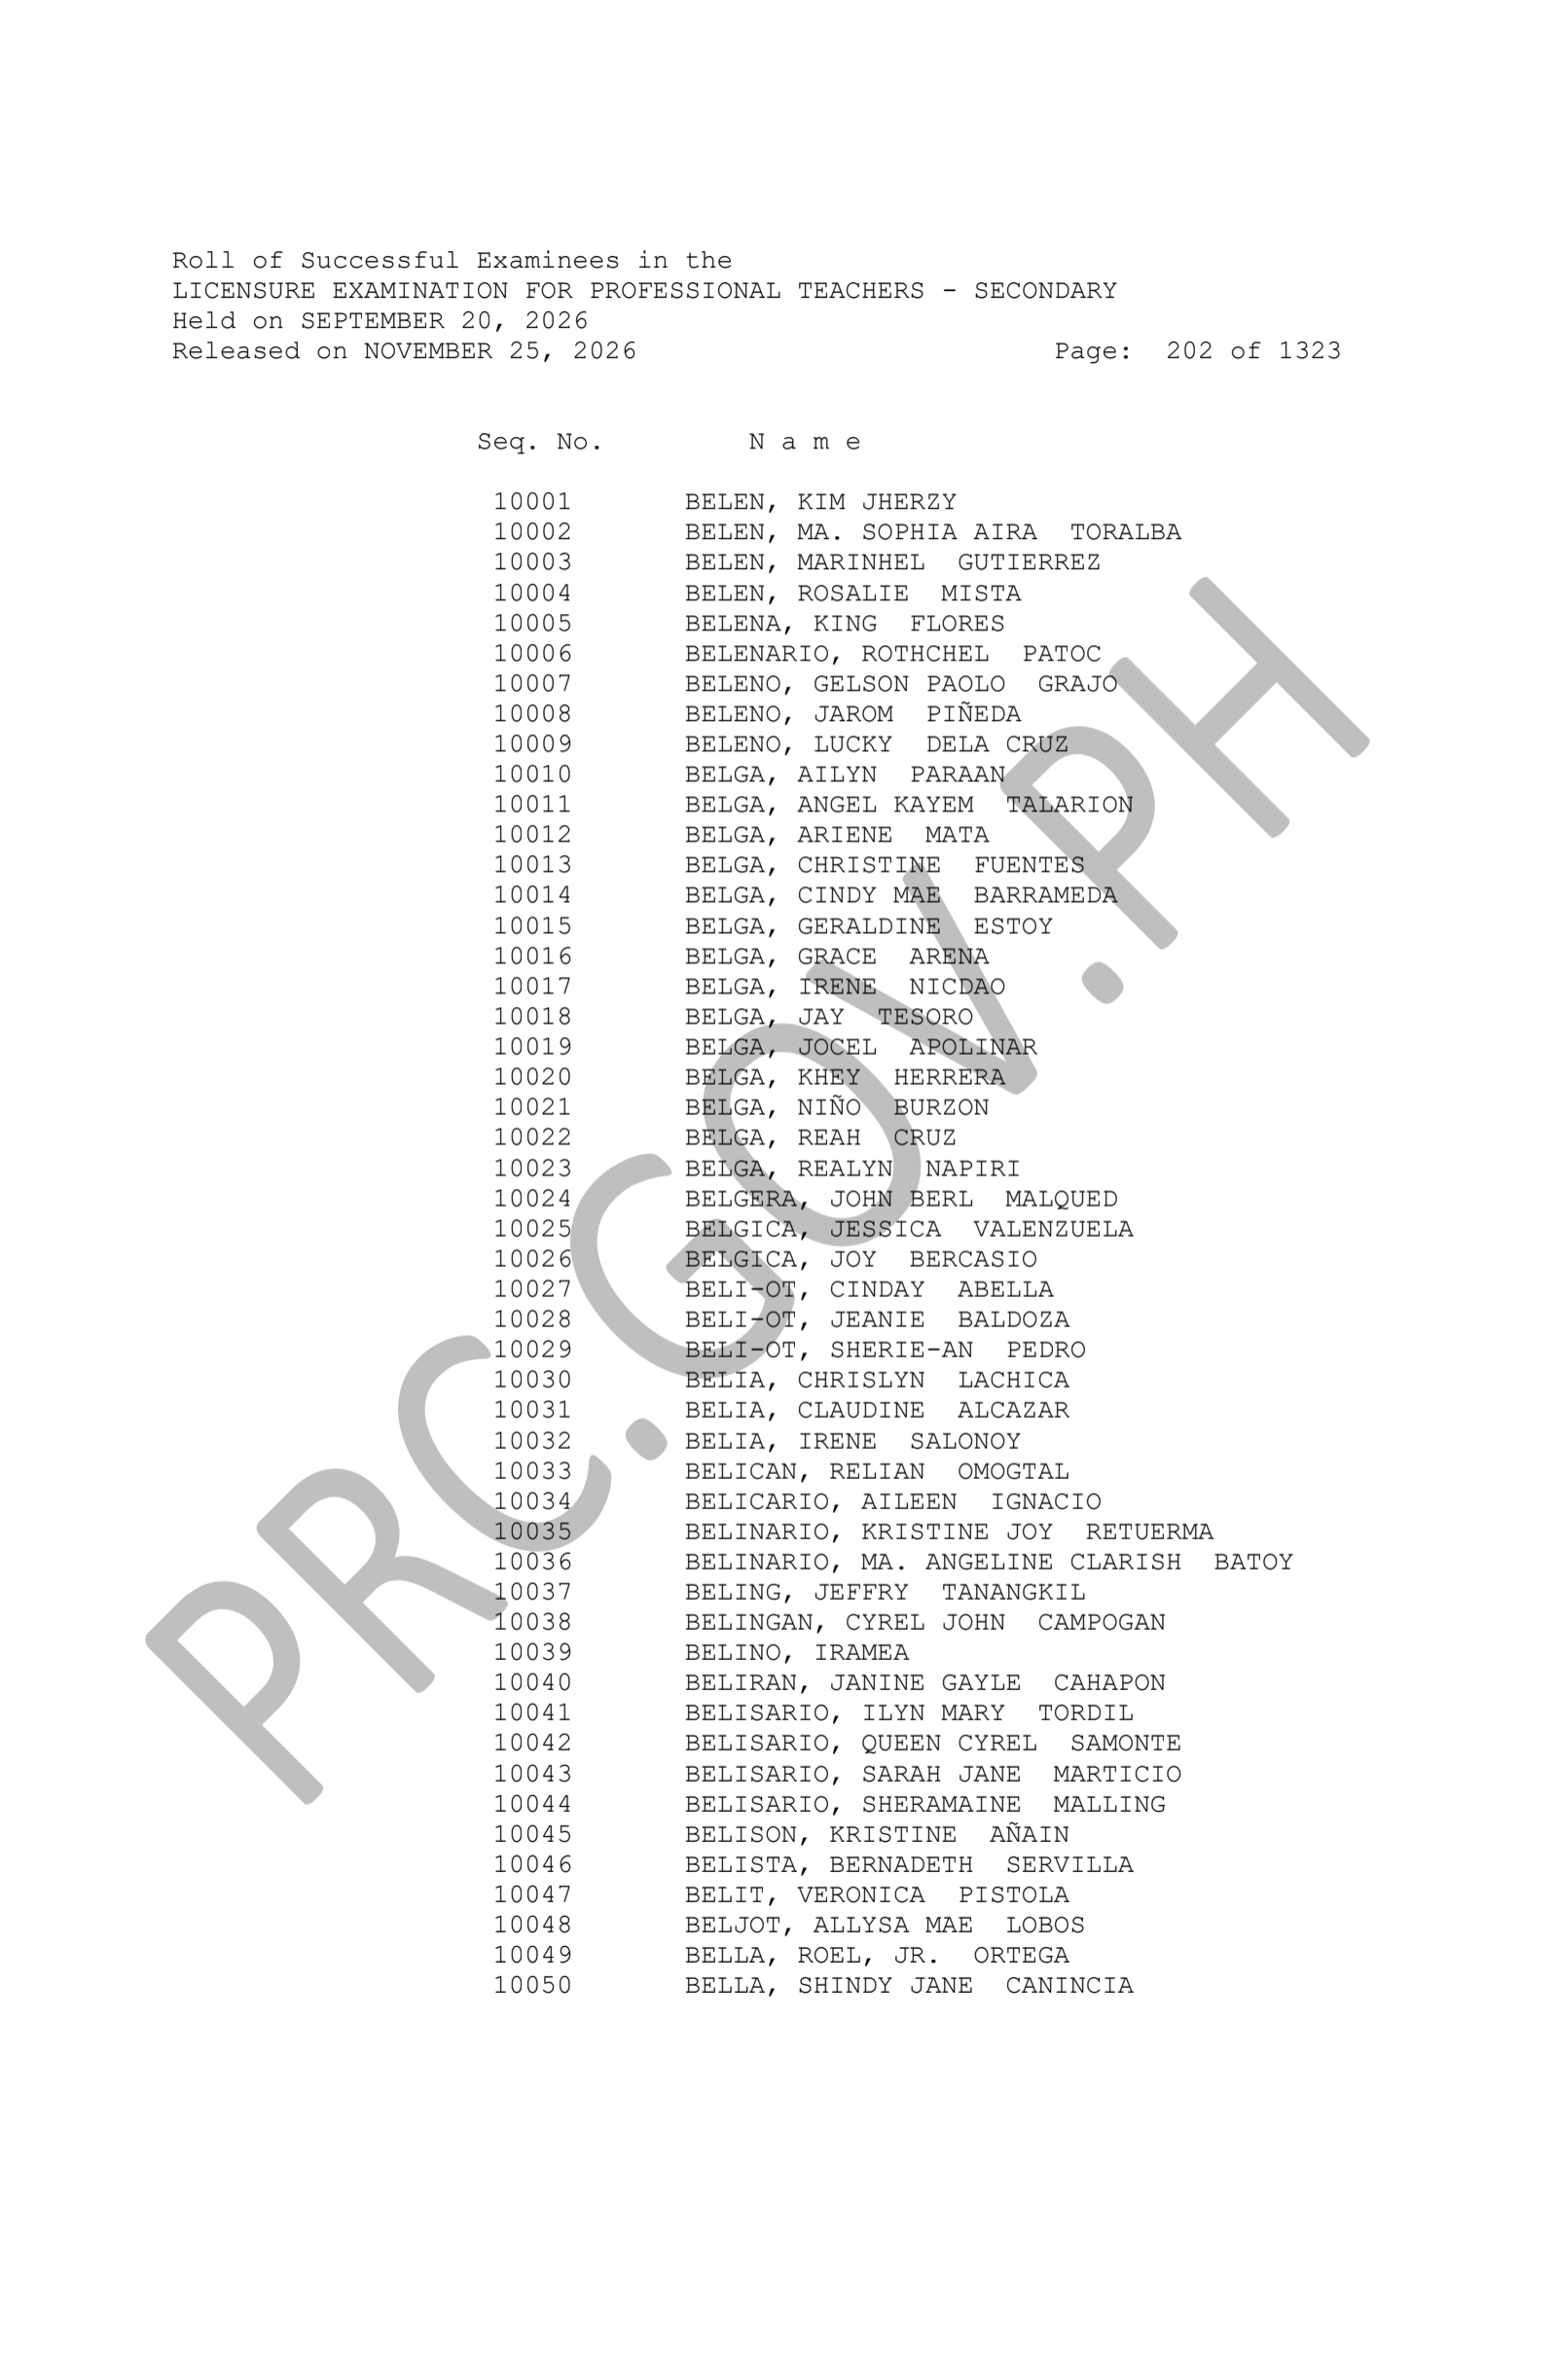 Roll of Successful Examinees in the
LICENSURE EXAMINATION FOR PROFESSIONAL TEACHERS - SECONDARY
Held on SEPTEMBER 20, 2026
Released on NOVEMBER 25, 2026 Page: 202 of 1323
Seq. No. N a m e
10001 BELEN, KIM JHERZY
10002 BELEN, MA. SOPHIA AIRA TORALBA
10003 BELEN, MARINHEL GUTIERREZ
10004 BELEN, ROSALIE MISTA
10005 BELENA, KING FLORES
10006 BELENARIO, ROTHCHEL PATOC
10007 BELENO, GELSON PAOLO GRAJO
10008 BELENO, JAROM PIÑEDA
10009 BELENO, LUCKY DELA CRUZ
10010 BELGA, AILYN PARAAN
10011 BELGA, ANGEL KAYEM TALARION
10012 BELGA, ARIENE MATA
10013 BELGA, CHRISTINE FUENTES
10014 BELGA, CINDY MAE BARRAMEDA
10015 BELGA, GERALDINE ESTOY
10016 BELGA, GRACE ARENA
10017 BELGA, IRENE NICDAO
10018 BELGA, JAY TESORO
10019 BELGA, JOCEL APOLINAR
10020 BELGA, KHEY HERRERA
10021 BELGA, NIÑO BURZON
10022 BELGA, REAH CRUZ
10023 BELGA, REALYN NAPIRI
10024 BELGERA, JOHN BERL MALQUED
10025 BELGICA, JESSICA VALENZUELA
10026 BELGICA, JOY BERCASIO
10027 BELI-OT, CINDAY ABELLA
10028 BELI-OT, JEANIE BALDOZA
10029 BELI-OT, SHERIE-AN PEDRO
10030 BELIA, CHRISLYN LACHICA
10031 BELIA, CLAUDINE ALCAZAR
10032 BELIA, IRENE SALONOY
10033 BELICAN, RELIAN OMOGTAL
10034 BELICARIO, AILEEN IGNACIO
10035 BELINARIO, KRISTINE JOY RETUERMA
10036 BELINARIO, MA. ANGELINE CLARISH BATOY
10037 BELING, JEFFRY TANANGKIL
10038 BELINGAN, CYREL JOHN CAMPOGAN
10039 BELINO, IRAMEA
10040 BELIRAN, JANINE GAYLE CAHAPON
10041 BELISARIO, ILYN MARY TORDIL
10042 BELISARIO, QUEEN CYREL SAMONTE
10043 BELISARIO, SARAH JANE MARTICIO
10044 BELISARIO, SHERAMAINE MALLING
10045 BELISON, KRISTINE AÑAIN
10046 BELISTA, BERNADETH SERVILLA
10047 BELIT, VERONICA PISTOLA
10048 BELJOT, ALLYSA MAE LOBOS
10049 BELLA, ROEL, JR. ORTEGA
10050 BELLA, SHINDY JANE CANINCIA
PRC.GOV.PH